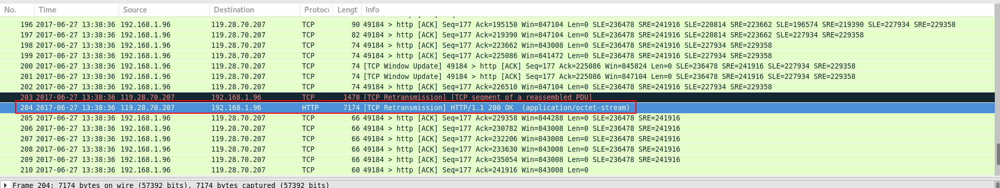 No. Time Source Destination Protocc Lengt Info
196 2017-06-27 13:38:36 192.168.1.96 119.28.70.207 TCP 90 49184 > http [ACK] Seq=177 Ack=195150 Win=847104 Len=0 SLE=236478 SRE=241916 SLE=220814 SRE=223662 SLE=196574 SRE=219390 SLE=227934 SRE=229358
197 2017-06-27 13:38:36 192.168.1.96 119.28.70.207 TCP 82 49184 > http [ACK] Seq=177 Ack=219390 Win=847104 Len=0 SLE=236478 SRE=241916 SLE=220814 SRE=223662 SLE=227934 SRE=229358
198 2017-06-27 13:38:36 192.168.1.96 119.28.70.207 TCP 74 49184 > http [ACK] Seq=177 Ack=223662 Win=843008 Len=0 SLE=236478 SRE=241916 SLE=227934 SRE=229358
199 2017-06-27 13:38:36 192.168.1.96 119.28.70.207 TCP 74 49184 > http [ACK] Seq=177 Ack=225086 Win=841472 Len=0 SLE=236478 SRE=241916 SLE=227934 SRE=229358
200 2017-06-27 13:38:36 192.168.1.96 119.28.70.207 TCP 74 [TCP Window Update] 49184 > http [ACK] Seq=177 Ack=225086 Win=845824 Len=0 SLE=236478 SRE=241916 SLE=227934 SRE=229358
201 2017-06-27 13:38:36 192.168.1.96 119.28.70.207 TCP 74 [TCP Window Update] 49184 > http [ACK] Seq=177 Ack=225086 Win=847104 Len=0 SLE=236478 SRE=241916 SLE=227934 SRE=229358
202 2017-06-27 13:38:36 192.168.1.96 119.28.70.207 TCP 74 49184 > http [ACK] Seq=177 Ack=226510 Win=847104 Len=0 SLE=236478 SRE=241916 SLE=227934 SRE=229358
203 2017-06-27 13:38:36 119.28.70.207 192.168.1.96 TCP 1478 [TCP Retransmission] [TCP segment of a reassembled PDU]
204 2017-06-27 13:38:36 119.28.70.207 192.168.1.96 HTTP 7174 [TCP Retransmission] HTTP/1.1 200 OK (application/octet-stream)
205 2017-06-27 13:38:36 192.168.1.96 119.28.70.207 TCP 66 49184 > http [ACK] Seq=177 Ack=229358 Win=844288 Len=0 SLE=236478 SRE=241916
206 2017-06-27 13:38:36 192.168.1.96 119.28.70.207 TCP 66 49184 > http [ACK] Seq=177 Ack=230782 Win=843008 Len=0 SLE=236478 SRE=241916
207 2017-06-27 13:38:36 192.168.1.96 119.28.70.207 TCP 66 49184 > http [ACK] Seq=177 Ack=232206 Win=843008 Len=0 SLE=236478 SRE=241916
208 2017-06-27 13:38:36 192.168.1.96 119.28.70.207 TCP 66 49184 > http [ACK] Seq=177 Ack=233630 Win=843008 Len=0 SLE=236478 SRE=241916
209 2017-06-27 13:38:36 192.168.1.96 119.28.70.207 TCP 66 49184 > http [ACK] Seq=177 Ack=235054 Win=843008 Len=0 SLE=236478 SRE=241916
210 2017-06-27 13:38:36 192.168.1.96 119.28.70.207 TCP 60 49184 > http [ACK] Seq=177 Ack=241916 Win=843008 Len=0
Frame 204: 7174 bytes on wire (57392 bits), 7174 bytes captured (57392 bits)